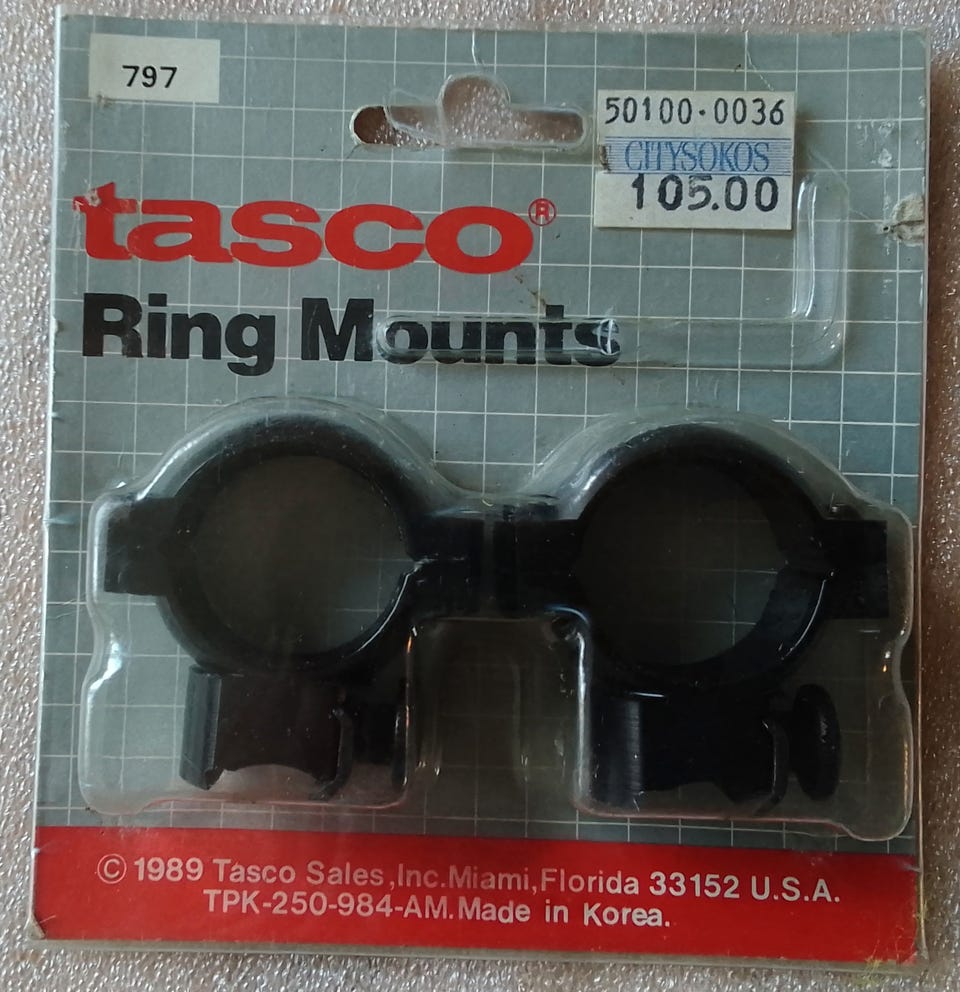 797
50100·0036
CITYSOKOS
105.00
tasco®
Ring Mounts
© 1989 Tasco Sales,Inc.Miami,Florida 33152 U.S.A.
TPK-250-984-AM.Made in Korea.